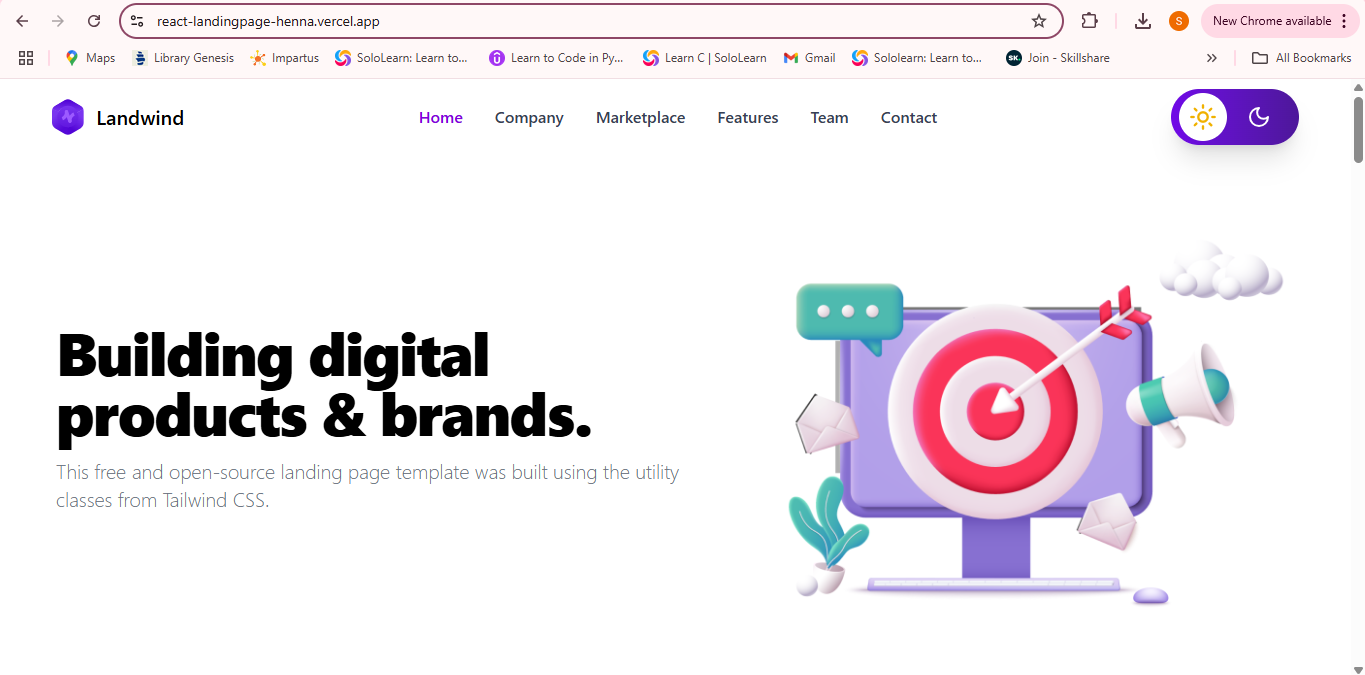 react-landingpage-henna.vercel.app
S
New Chrome available
Maps
Library Genesis
Impartus
SoloLearn: Learn to...
Learn to Code in Py...
Learn C | SoloLearn
Gmail
Sololearn: Learn to...
SK.
Join - Skillshare
All Bookmarks
Landwind
Home
Company
Marketplace
Features
Team
Contact
Building digital
products & brands.
This free and open-source landing page template was built using the utility
classes from Tailwind CSS.